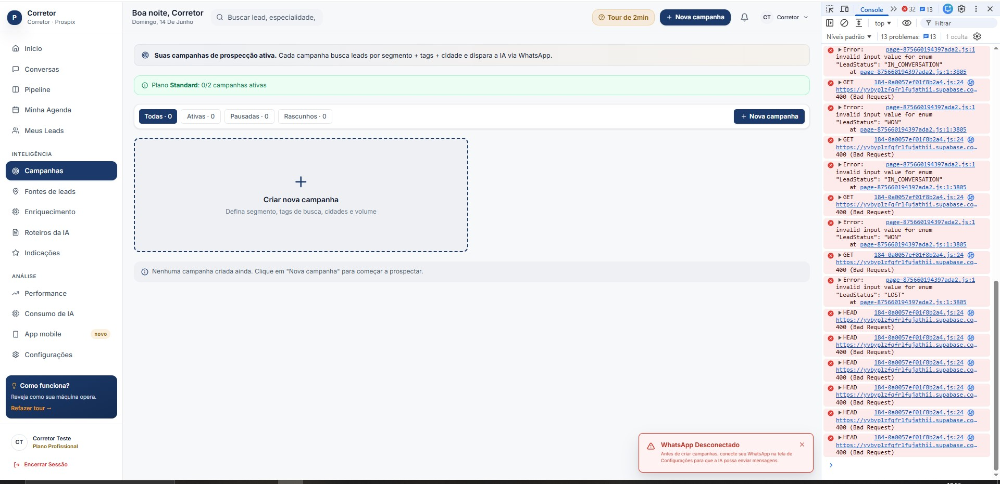 P
Corretor
Corretor · Prospix
Início
Conversas
Pipeline
Minha Agenda
Meus Leads
INTELIGÊNCIA
Campanhas
Fontes de leads
Enriquecimento
Roteiros da IA
Indicações
ANÁLISE
Performance
Consumo de IA
App mobile novo
Configurações
Como funciona?
Reveja como sua máquina opera.
Refazer tour →
CT
Corretor Teste
Plano Profissional
Encerrar Sessão
Boa noite, Corretor
Domingo, 14 De Junho
Buscar lead, especialidade,
Tour de 2min
+ Nova campanha
CT Corretor
Suas campanhas de prospecção ativa. Cada campanha busca leads por segmento + tags + cidade e dispara a IA via WhatsApp.
Plano Standard: 0/2 campanhas ativas
Todas · 0 Ativas · 0 Pausadas · 0 Rascunhos · 0
+ Nova campanha
Criar nova campanha
Defina segmento, tags de busca, cidades e volume
Nenhuma campanha criada ainda. Clique em "Nova campanha" para começar a prospectar.
WhatsApp Desconectado
Antes de criar campanhas, conecte seu WhatsApp na tela de
Configurações para que a IA possa enviar mensagens.
Console 32 13
top Filtrar
Níveis padrão 13 problemas: 13 1 oculta
Error: page-875660194397ada2.js:1
invalid input value for enum
"LeadStatus": "IN_CONVERSATION"
at page-875660194397ada2.js:1:3805
GET 184-0a0057ef01f8b2a4.js:24
https://yvbyplzfqfrlfujathii.supabase.co…
400 (Bad Request)
Error: page-875660194397ada2.js:1
invalid input value for enum
"LeadStatus": "WON"
at page-875660194397ada2.js:1:3805
GET 184-0a0057ef01f8b2a4.js:24
https://yvbyplzfqfrlfujathii.supabase.co…
400 (Bad Request)
Error: page-875660194397ada2.js:1
invalid input value for enum
"LeadStatus": "IN_CONVERSATION"
at page-875660194397ada2.js:1:3805
GET 184-0a0057ef01f8b2a4.js:24
https://yvbyplzfqfrlfujathii.supabase.co…
400 (Bad Request)
Error: page-875660194397ada2.js:1
invalid input value for enum
"LeadStatus": "WON"
at page-875660194397ada2.js:1:3805
GET 184-0a0057ef01f8b2a4.js:24
https://yvbyplzfqfrlfujathii.supabase.co…
400 (Bad Request)
Error: page-875660194397ada2.js:1
invalid input value for enum
"LeadStatus": "LOST"
at page-875660194397ada2.js:1:3805
HEAD 184-0a0057ef01f8b2a4.js:24
https://yvbyplzfqfrlfujathii.supabase.co…
400 (Bad Request)
HEAD 184-0a0057ef01f8b2a4.js:24
https://yvbyplzfqfrlfujathii.supabase.co…
400 (Bad Request)
HEAD 184-0a0057ef01f8b2a4.js:24
https://yvbyplzfqfrlfujathii.supabase.co…
400 (Bad Request)
HEAD 184-0a0057ef01f8b2a4.js:24
https://yvbyplzfqfrlfujathii.supabase.co…
400 (Bad Request)
HEAD 184-0a0057ef01f8b2a4.js:24
https://yvbyplzfqfrlfujathii.supabase.co…
400 (Bad Request)
HEAD 184-0a0057ef01f8b2a4.js:24
https://yvbyplzfqfrlfujathii.supabase.co…
400 (Bad Request)